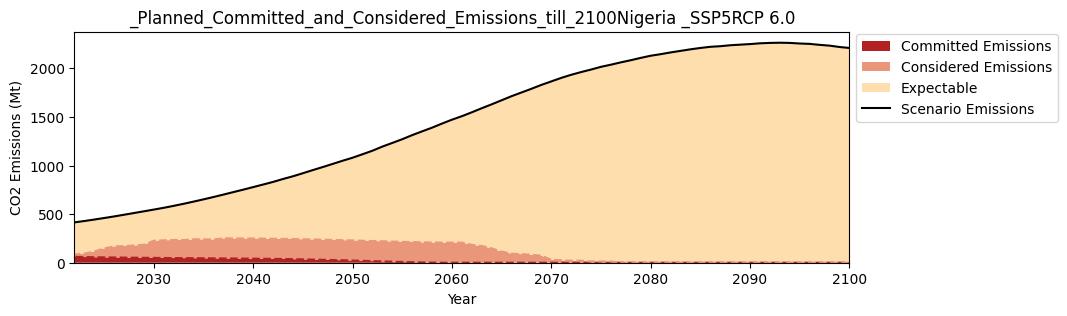 _Planned_Committed_and_Considered_Emissions_till_2100Nigeria _SSP5RCP 6.0
CO2 Emissions (Mt)
2000
1500
1000
500
0
2030 2040 2050 2060 2070 2080 2090 2100
Year
Committed Emissions
Considered Emissions
Expectable
Scenario Emissions